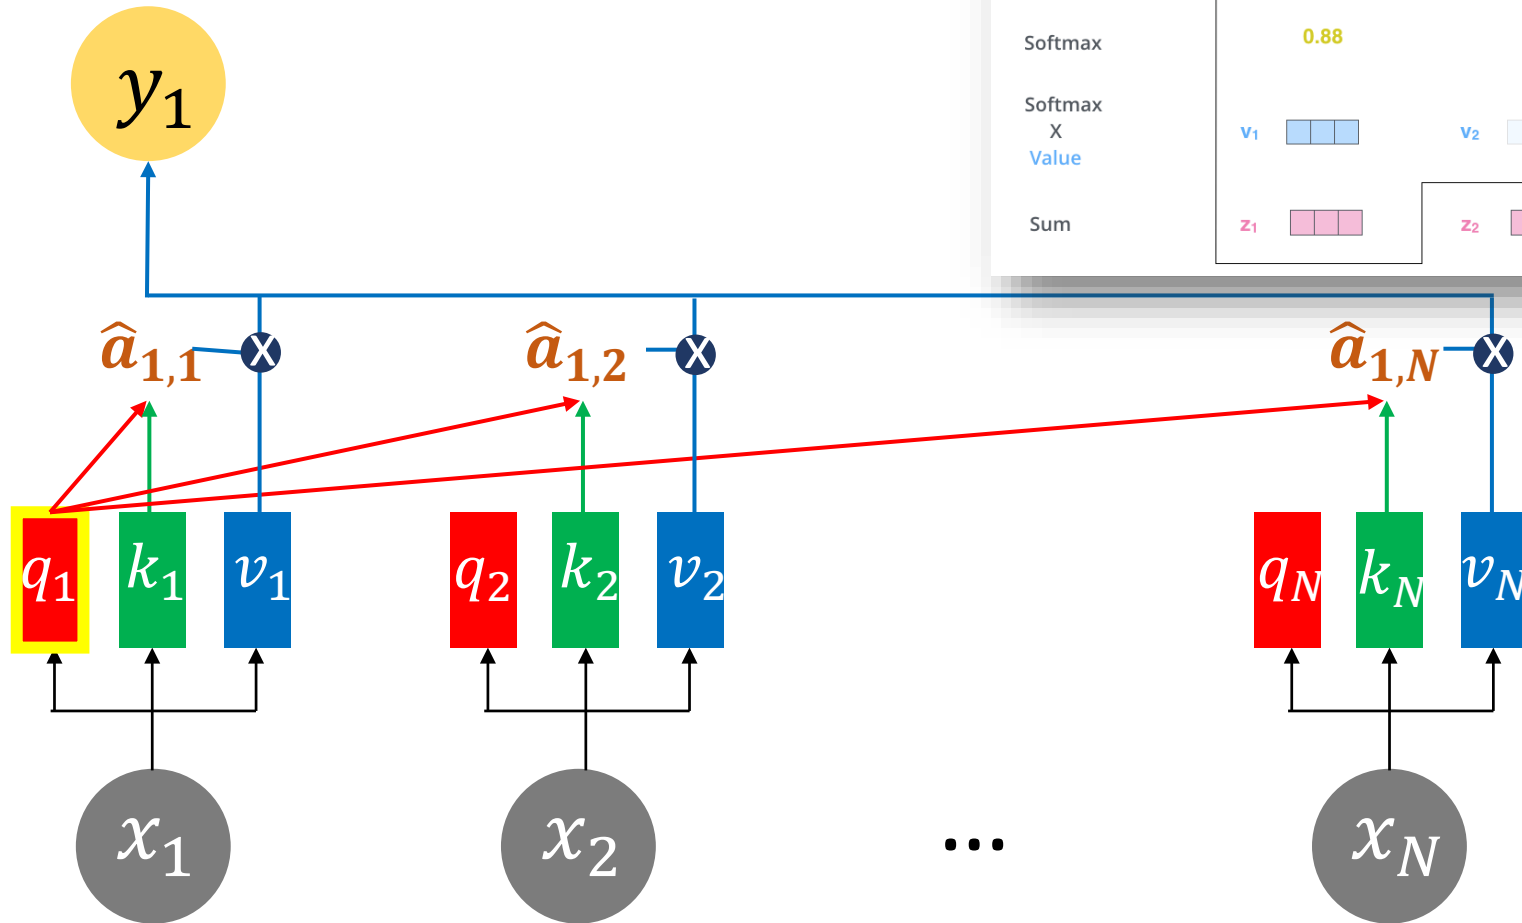 y₁
Softmax 0.88
Softmax
X
Value
v₁ v₂
Sum z₁ z₂
â₁,₁ X â₁,₂ X â₁,N X
q₁ k₁ v₁ q₂ k₂ v₂ qN kN vN
x₁ x₂ ... xN